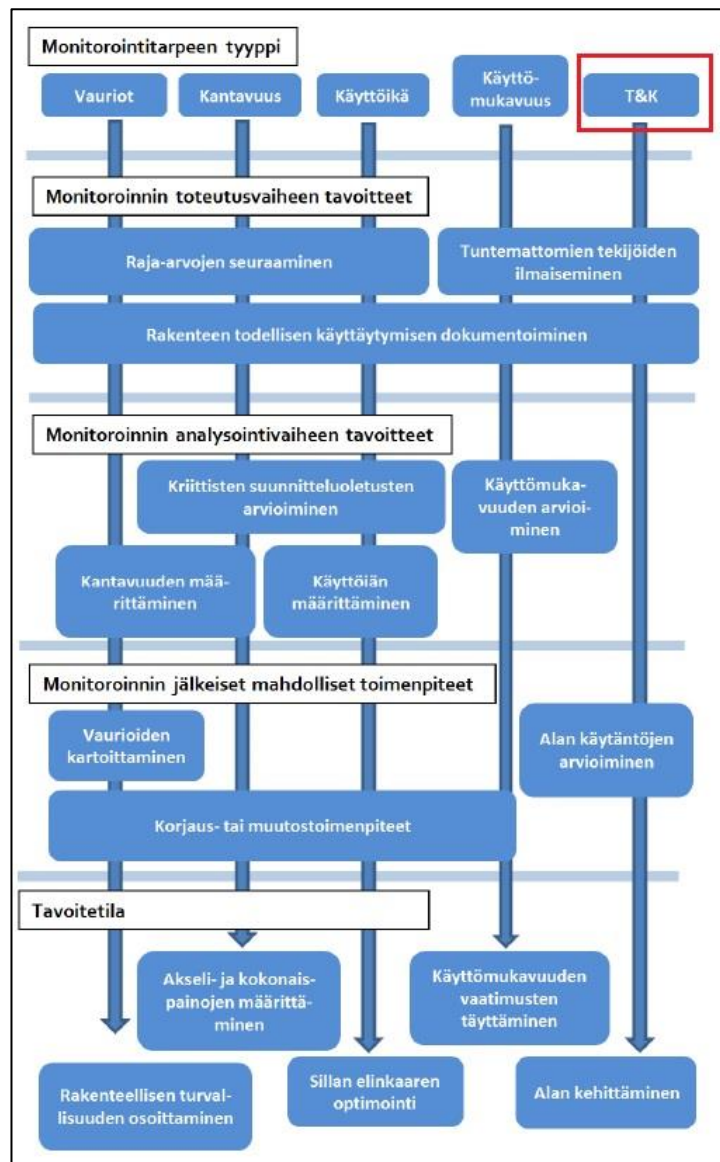 Monitorointitarpeen tyyppi
Vauriot
Kantavuus
Käyttöikä
Käyttö-
mukavuus
T&K
Monitoroinnin toteutusvaiheen tavoitteet
Raja-arvojen seuraaminen
Tuntemattomien tekijöiden
ilmaiseminen
Rakenteen todellisen käyttäytymisen dokumentoiminen
Monitoroinnin analysointivaiheen tavoitteet
Kriittisten suunnitteluoletusten
arvioiminen
Käyttömuka-
vuuden arvioi-
minen
Kantavuuden mää-
rittäminen
Käyttöiän
määrittäminen
Monitoroinnin jälkeiset mahdolliset toimenpiteet
Vaurioiden
kartoittaminen
Alan käytäntöjen
arvioiminen
Korjaus- tai muutostoimenpiteet
Tavoitetila
Akseli- ja kokonais-
painojen määrittä-
minen
Käyttömukavuuden
vaatimusten
täyttäminen
Rakenteellisen turval-
lisuuden osoittaminen
Sillan elinkaaren
optimointi
Alan kehittäminen